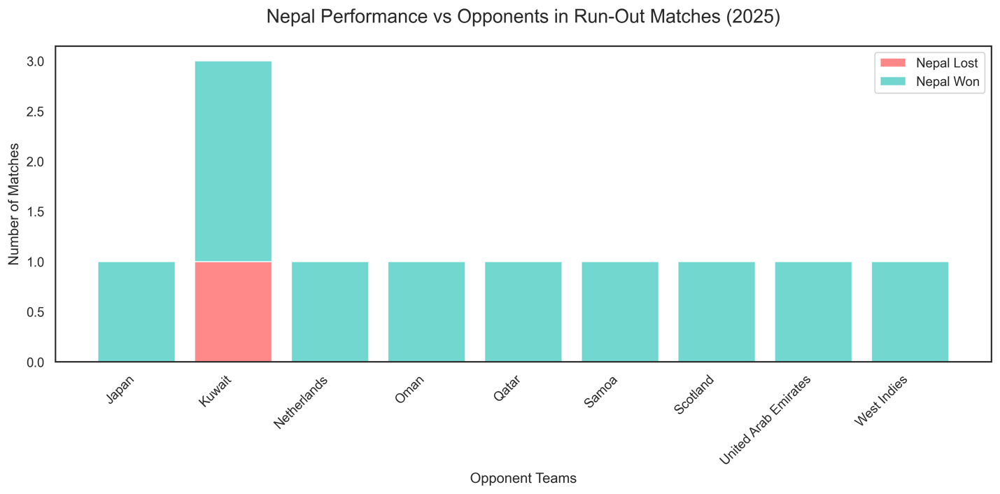 Nepal Performance vs Opponents in Run-Out Matches (2025)
Nepal Lost
Nepal Won
Number of Matches
3.0
2.5
2.0
1.5
1.0
0.5
0.0
Japan
Kuwait
Netherlands
Oman
Qatar
Samoa
Scotland
United Arab Emirates
West Indies
Opponent Teams